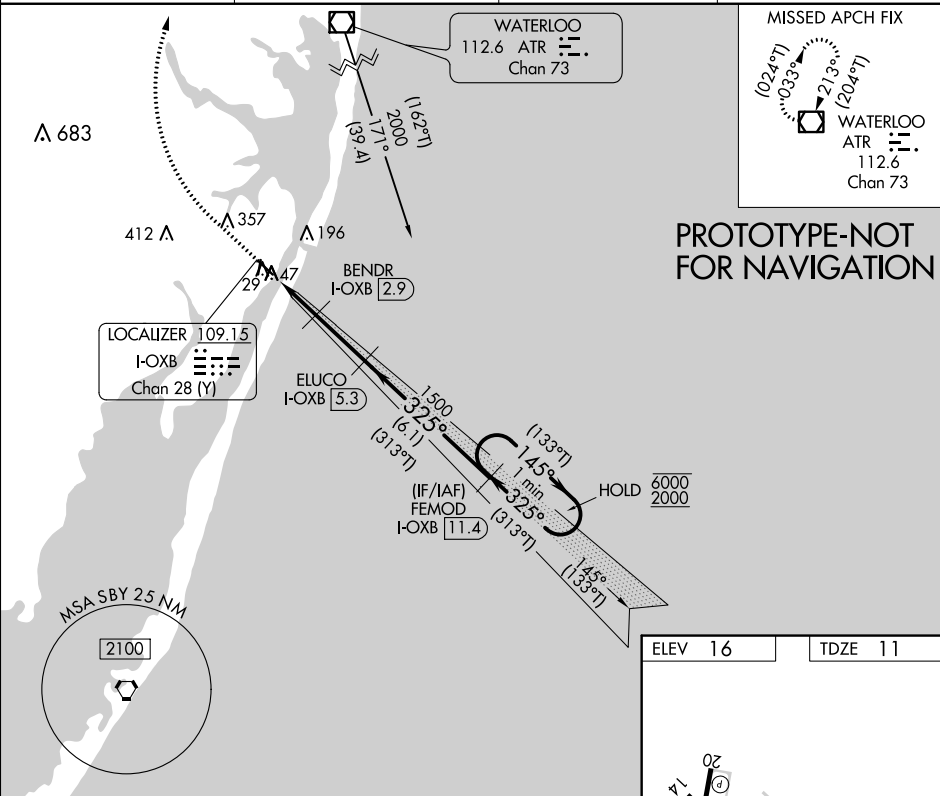 WATERLOO
112.6 ATR
Chan 73
MISSED APCH FIX
(024°T)
033°
213°
(204°T)
WATERLOO
ATR
112.6
Chan 73
(162°T)
2000
171°
(39.4)
683
357
412
196
29
47
PROTOTYPE-NOT
FOR NAVIGATION
BENDR
I-OXB 2.9
LOCALIZER 109.15
I-OXB
Chan 28 (Y)
ELUCO
I-OXB 5.3
1500
325°
(6.1)
(313°T)
(133°T)
145°
1 min
325°
(313°T)
HOLD 6000
2000
(IF/IAF)
FEMOD
I-OXB 11.4
145°
(133°T)
MSA SBY 25 NM
2100
ELEV 16
TDZE 11
20
14
P